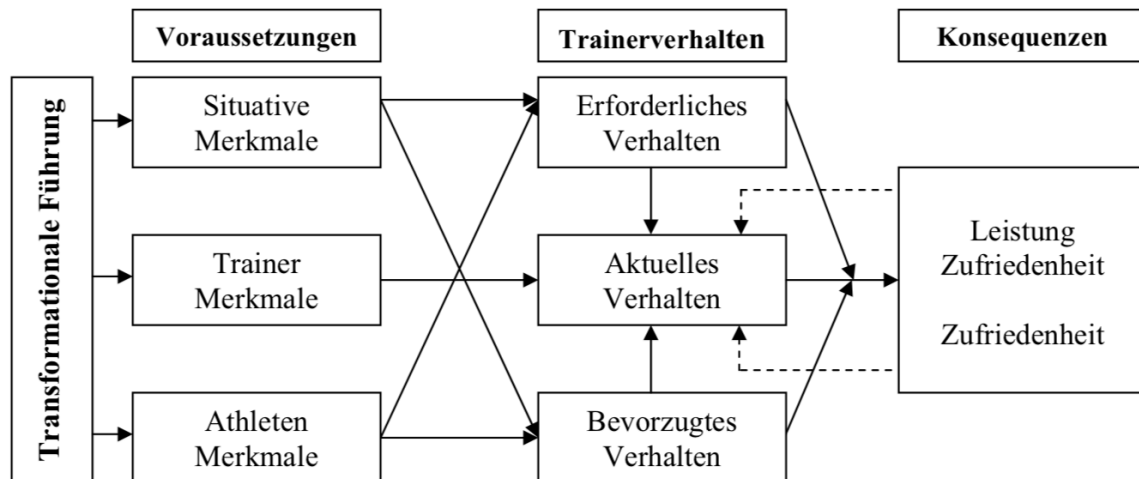 Voraussetzungen
Trainerverhalten
Konsequenzen
Transformationale Führung
Situative
Merkmale
Erforderliches
Verhalten
Trainer
Merkmale
Aktuelles
Verhalten
Leistung
Zufriedenheit
Zufriedenheit
Athleten
Merkmale
Bevorzugtes
Verhalten